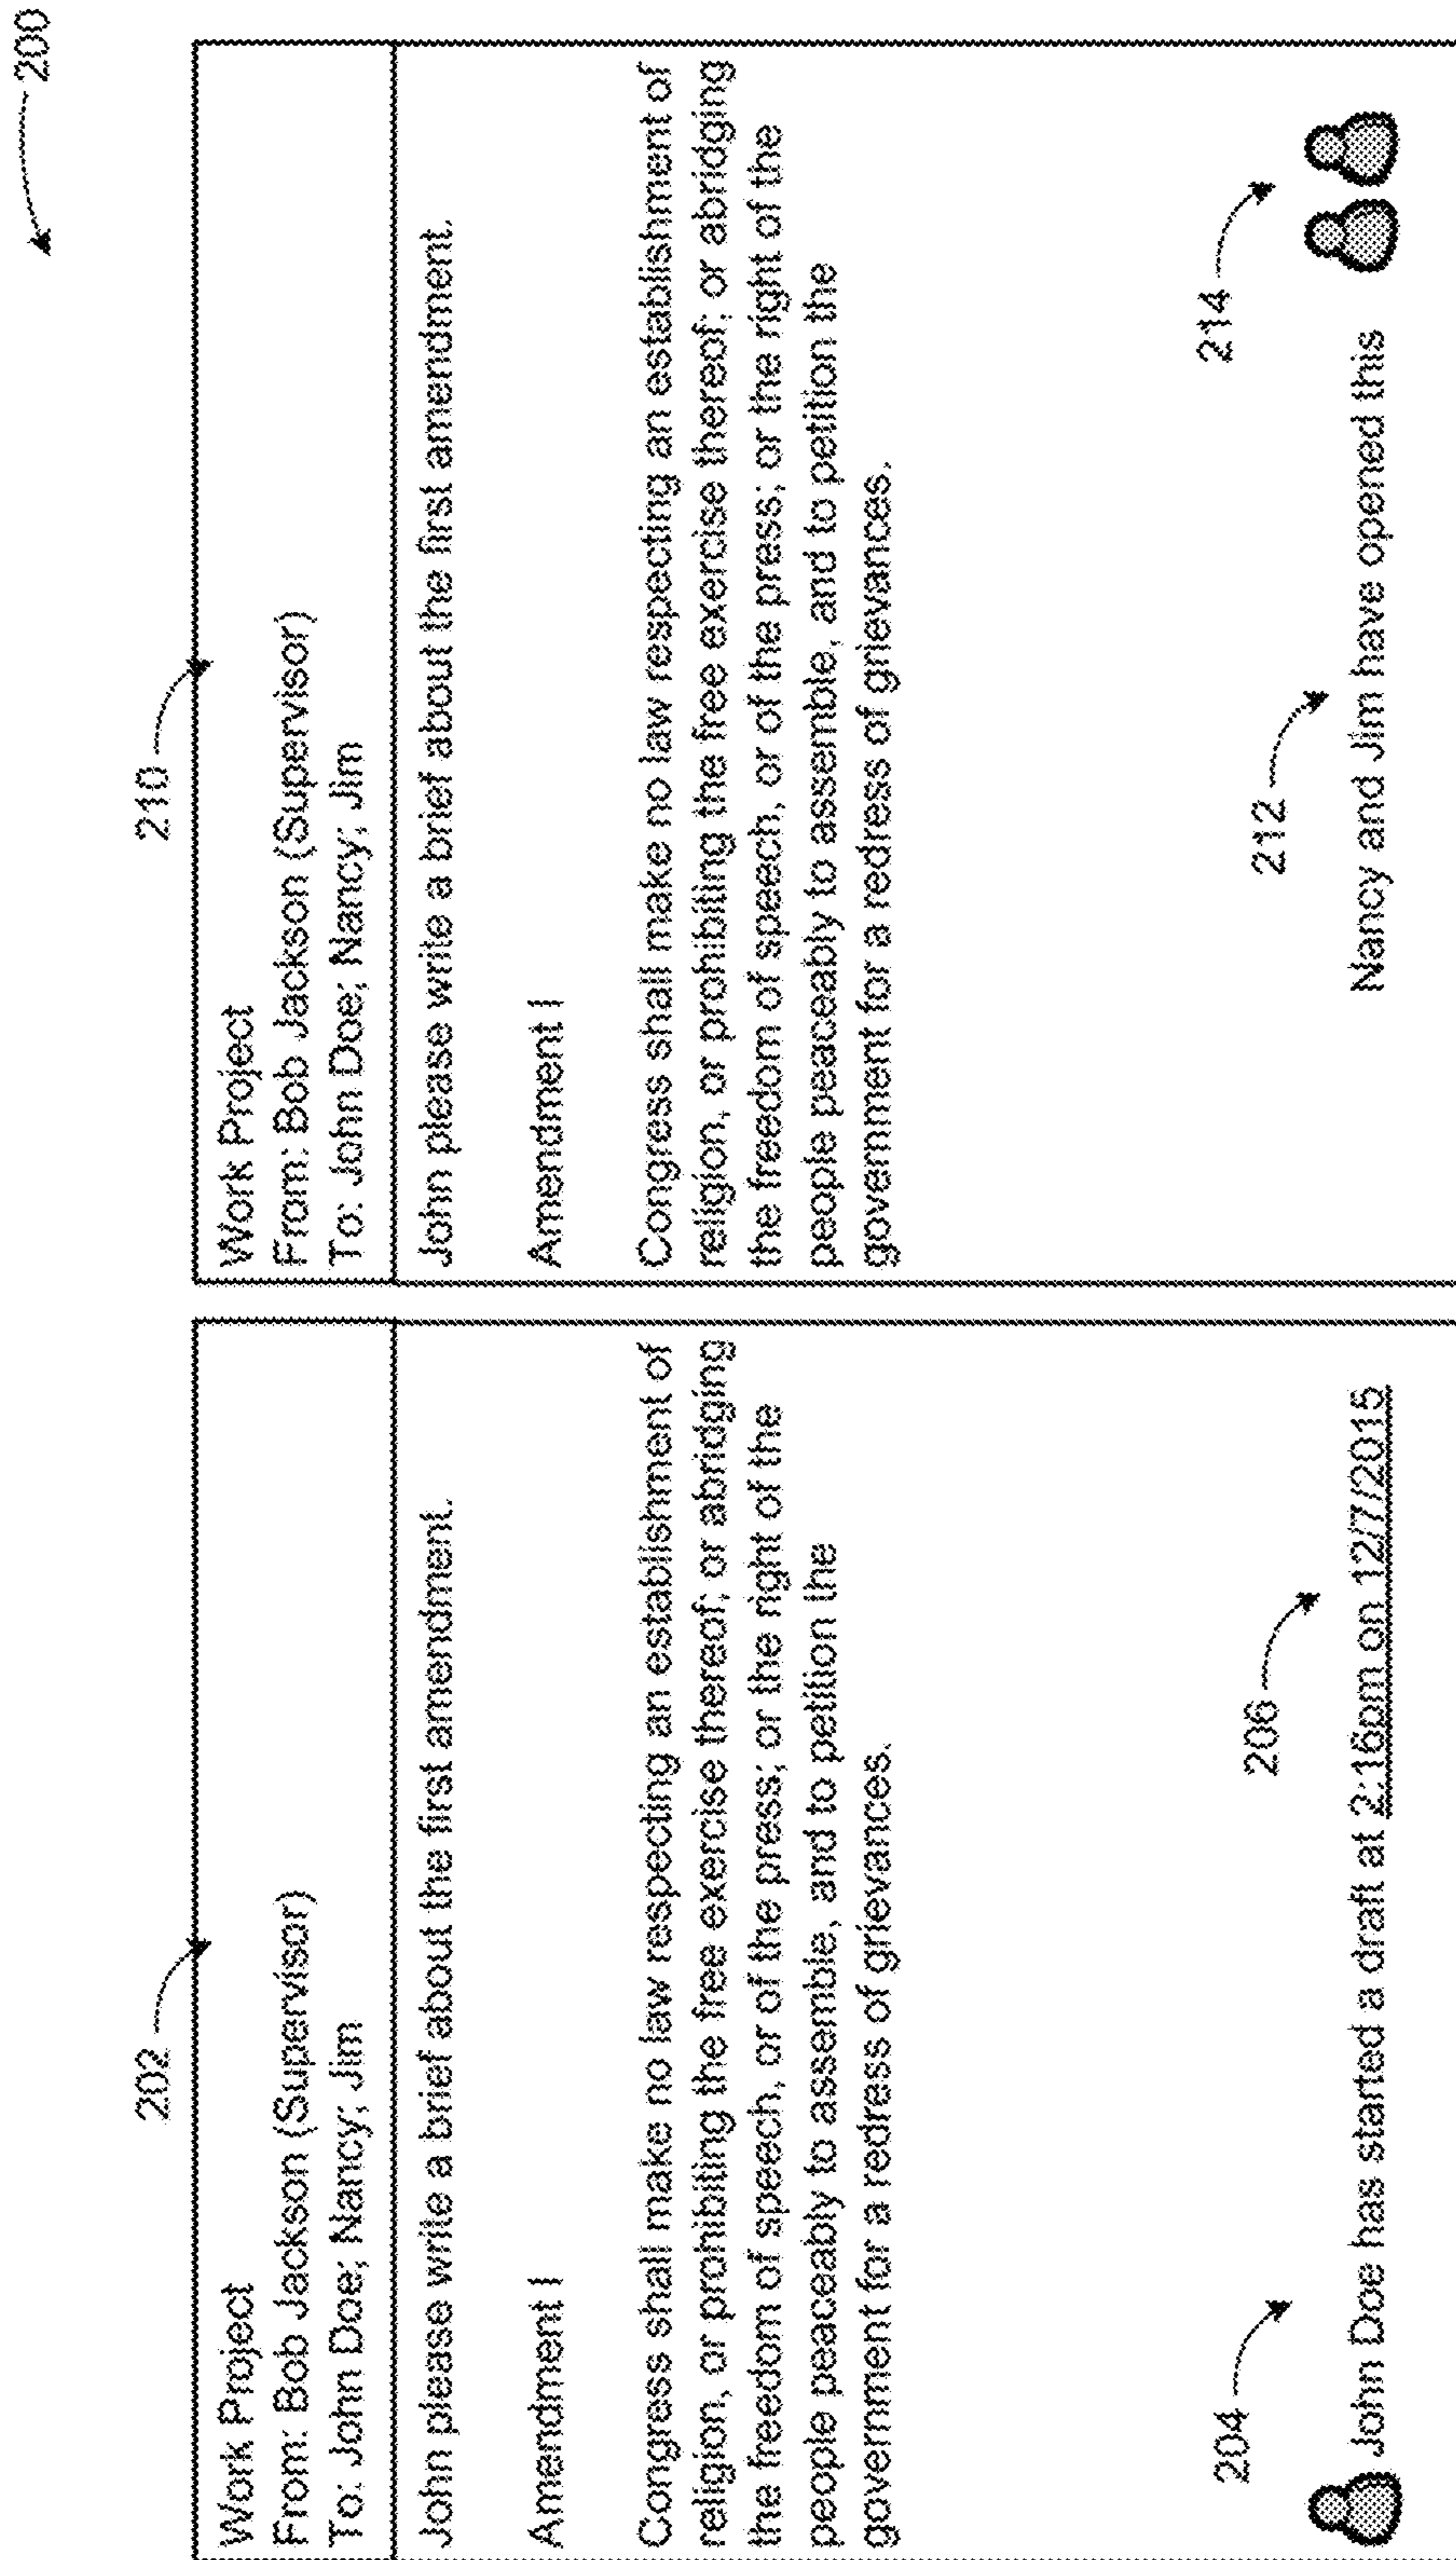 200
202
Work Project
From: Bob Jackson (Supervisor)
To: John Doe; Nancy; Jim
John please write a brief about the first amendment.
Amendment I
Congress shall make no law respecting an establishment of
religion, or prohibiting the free exercise thereof; or abridging
the freedom of speech, or of the press; or the right of the
people peaceably to assemble, and to petition the
government for a redress of grievances.
204
206
John Doe has started a draft at 2:16pm on 12/7/2015
210
Work Project
From: Bob Jackson (Supervisor)
To: John Doe; Nancy; Jim
John please write a brief about the first amendment.
Amendment I
Congress shall make no law respecting an establishment of
religion, or prohibiting the free exercise thereof; or abridging
the freedom of speech, or of the press; or the right of the
people peaceably to assemble, and to petition the
government for a redress of grievances.
212
214
Nancy and Jim have opened this